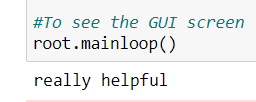 #To see the GUI screen
root.mainloop()
really helpful